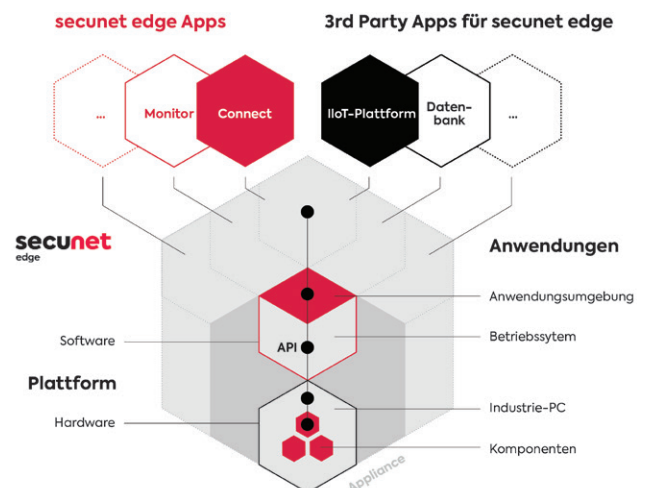 secunet edge Apps
3rd Party Apps für secunet edge
...
Monitor
Connect
IIoT-Plattform
Daten-
bank
...
secunet
edge
Anwendungen
Anwendungsumgebung
Software
API
Betriebssytem
Plattform
Hardware
Industrie-PC
Komponenten
Appliance